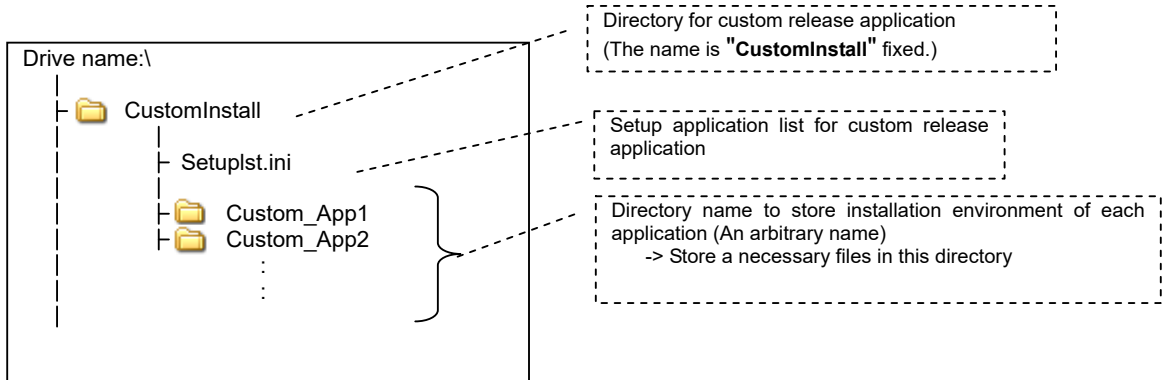 Directory for custom release application
(The name is "CustomInstall" fixed.)
Drive name:\
CustomInstall
Setup application list for custom release
application
Setuplst.ini
Directory name to store installation environment of each
application (An arbitrary name)
-> Store a necessary files in this directory
Custom_App1
Custom_App2
:
: